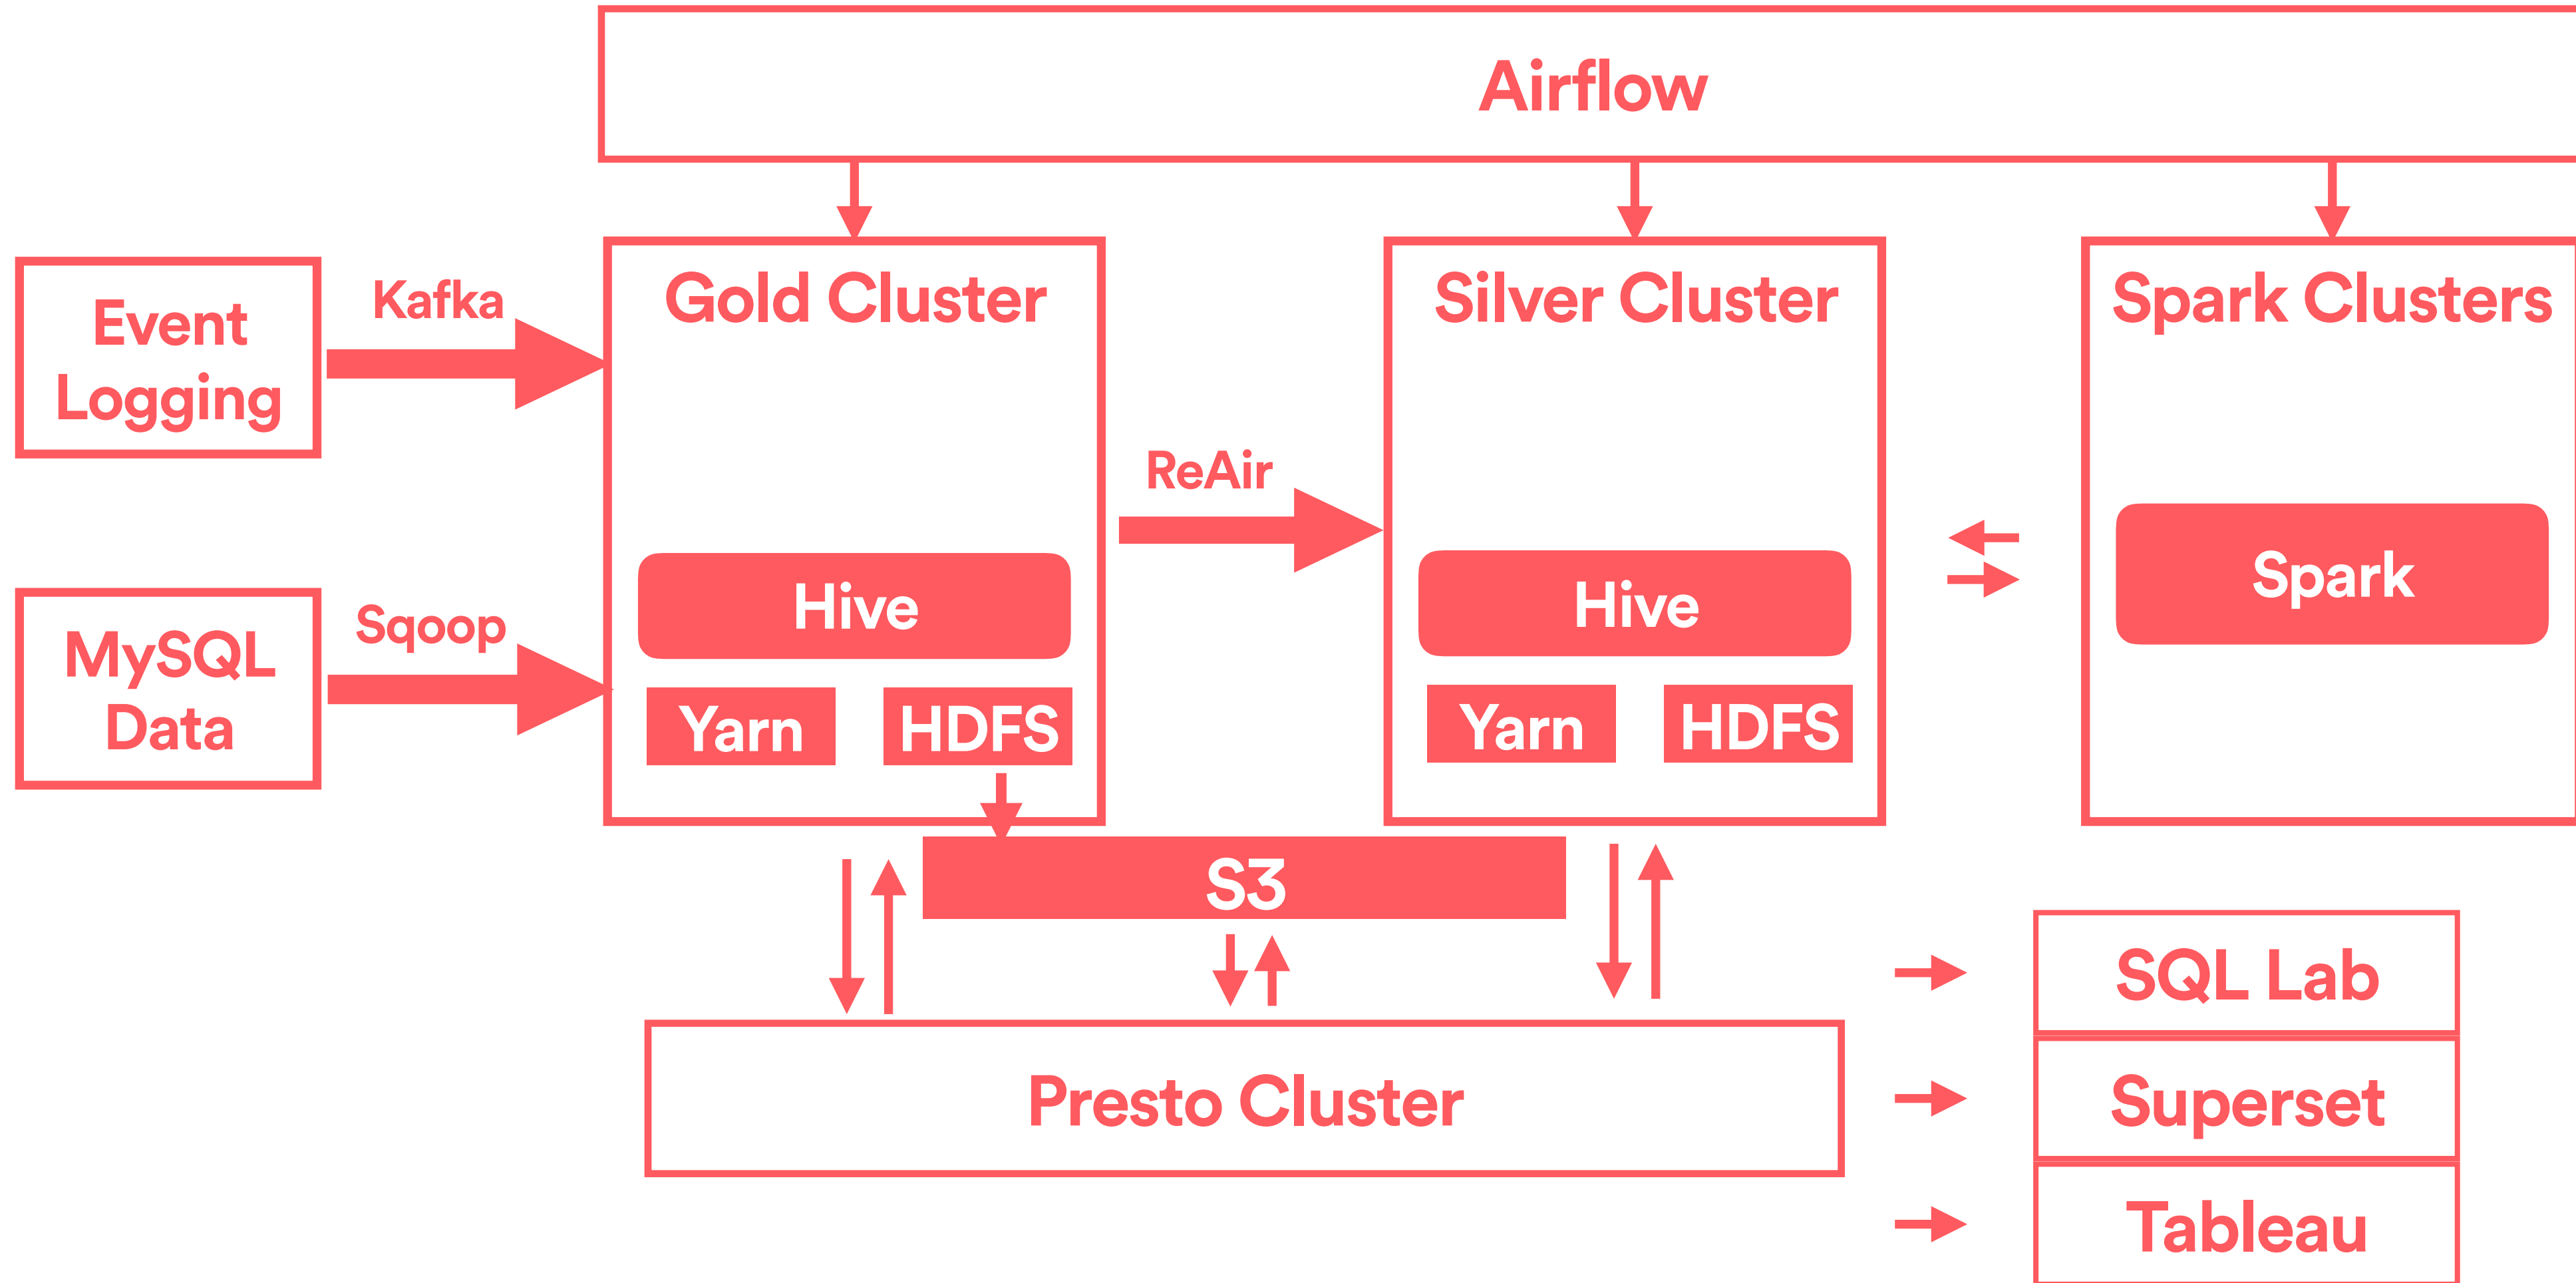 Airflow
Event
Logging
Kafka
Gold Cluster
Silver Cluster
Spark Clusters
ReAir
MySQL
Data
Sqoop
Hive
Hive
Spark
Yarn
HDFS
Yarn
HDFS
S3
Presto Cluster
SQL Lab
Superset
Tableau